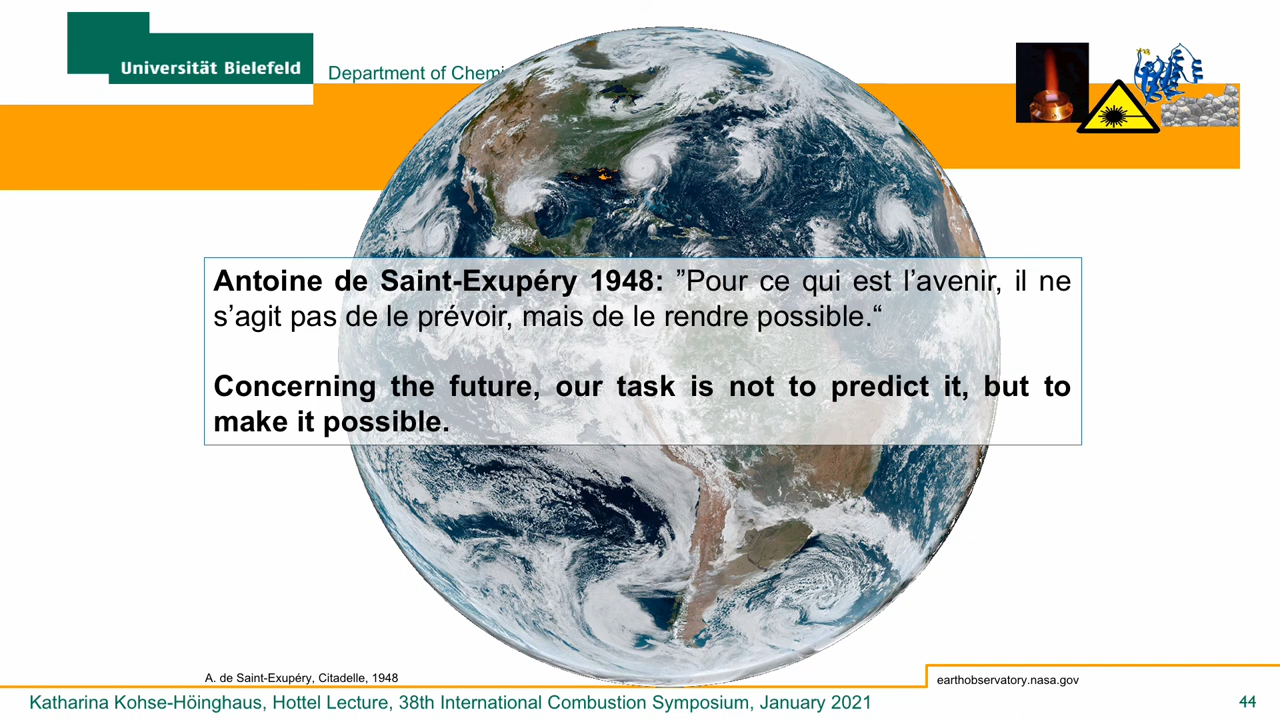 Universität Bielefeld
Department of Chemi
Antoine de Saint-Exupéry 1948: ”Pour ce qui est l’avenir, il ne
s’agit pas de le prévoir, mais de le rendre possible.“
Concerning the future, our task is not to predict it, but to
make it possible.
A. de Saint-Exupéry, Citadelle, 1948
earthobservatory.nasa.gov
Katharina Kohse-Höinghaus, Hottel Lecture, 38th International Combustion Symposium, January 2021
44